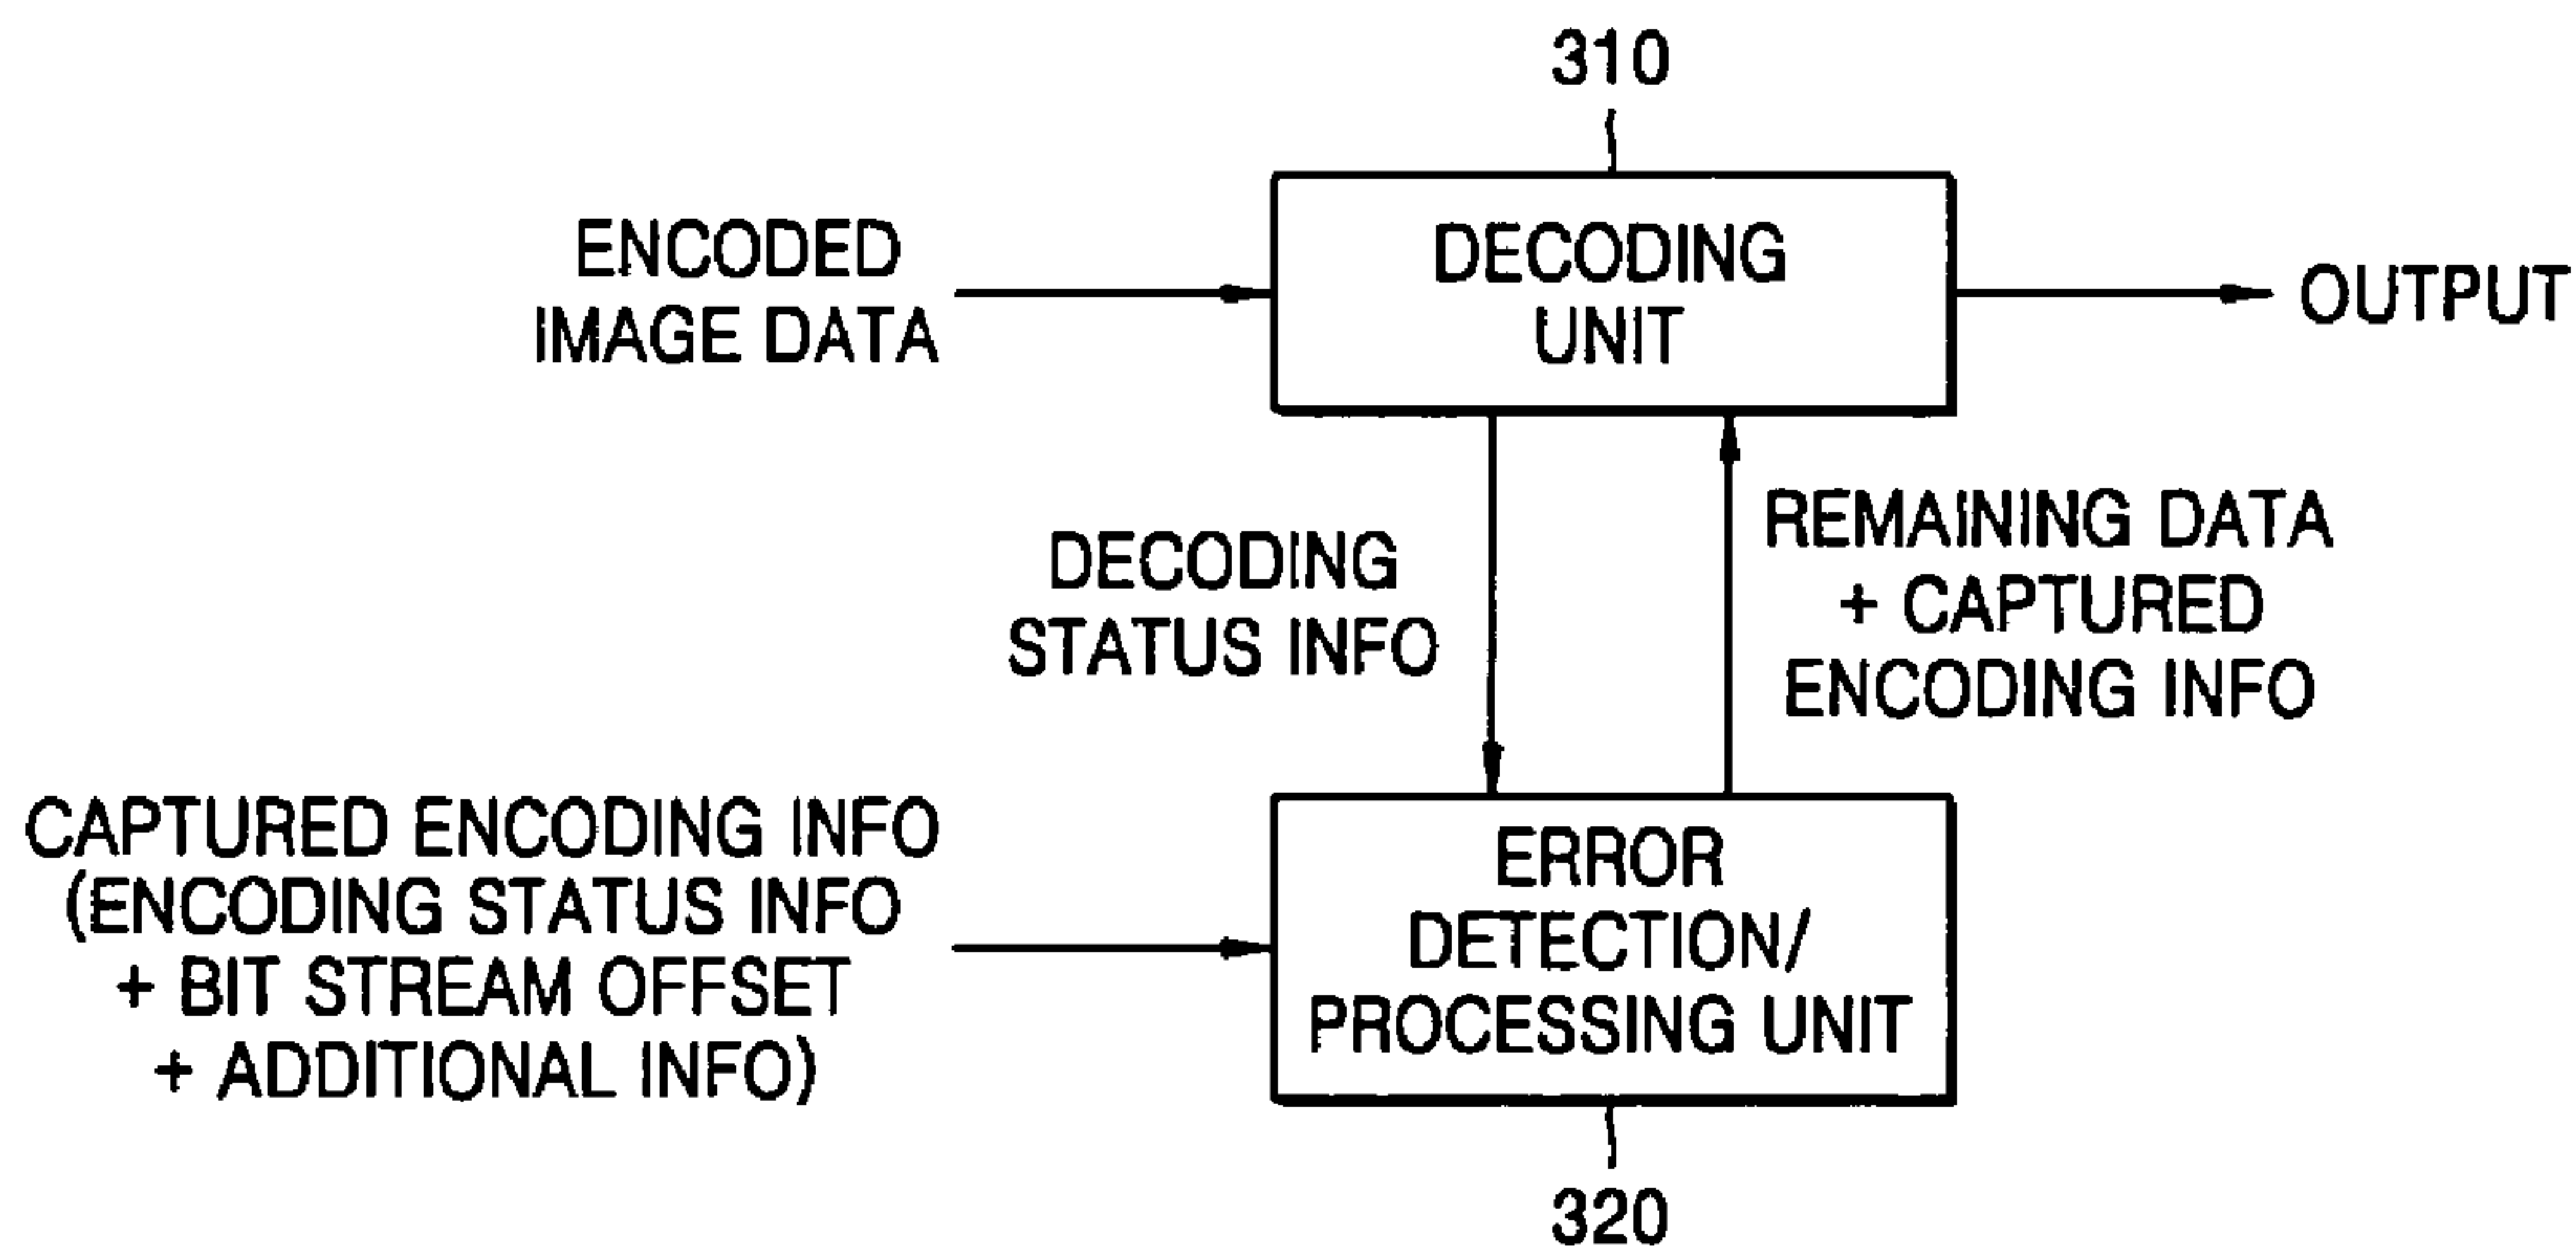 310
ENCODED
IMAGE DATA
DECODING
UNIT
OUTPUT
DECODING
STATUS INFO
REMAINING DATA
+ CAPTURED
ENCODING INFO
CAPTURED ENCODING INFO
(ENCODING STATUS INFO
+ BIT STREAM OFFSET
+ ADDITIONAL INFO)
ERROR
DETECTION/
PROCESSING UNIT
320